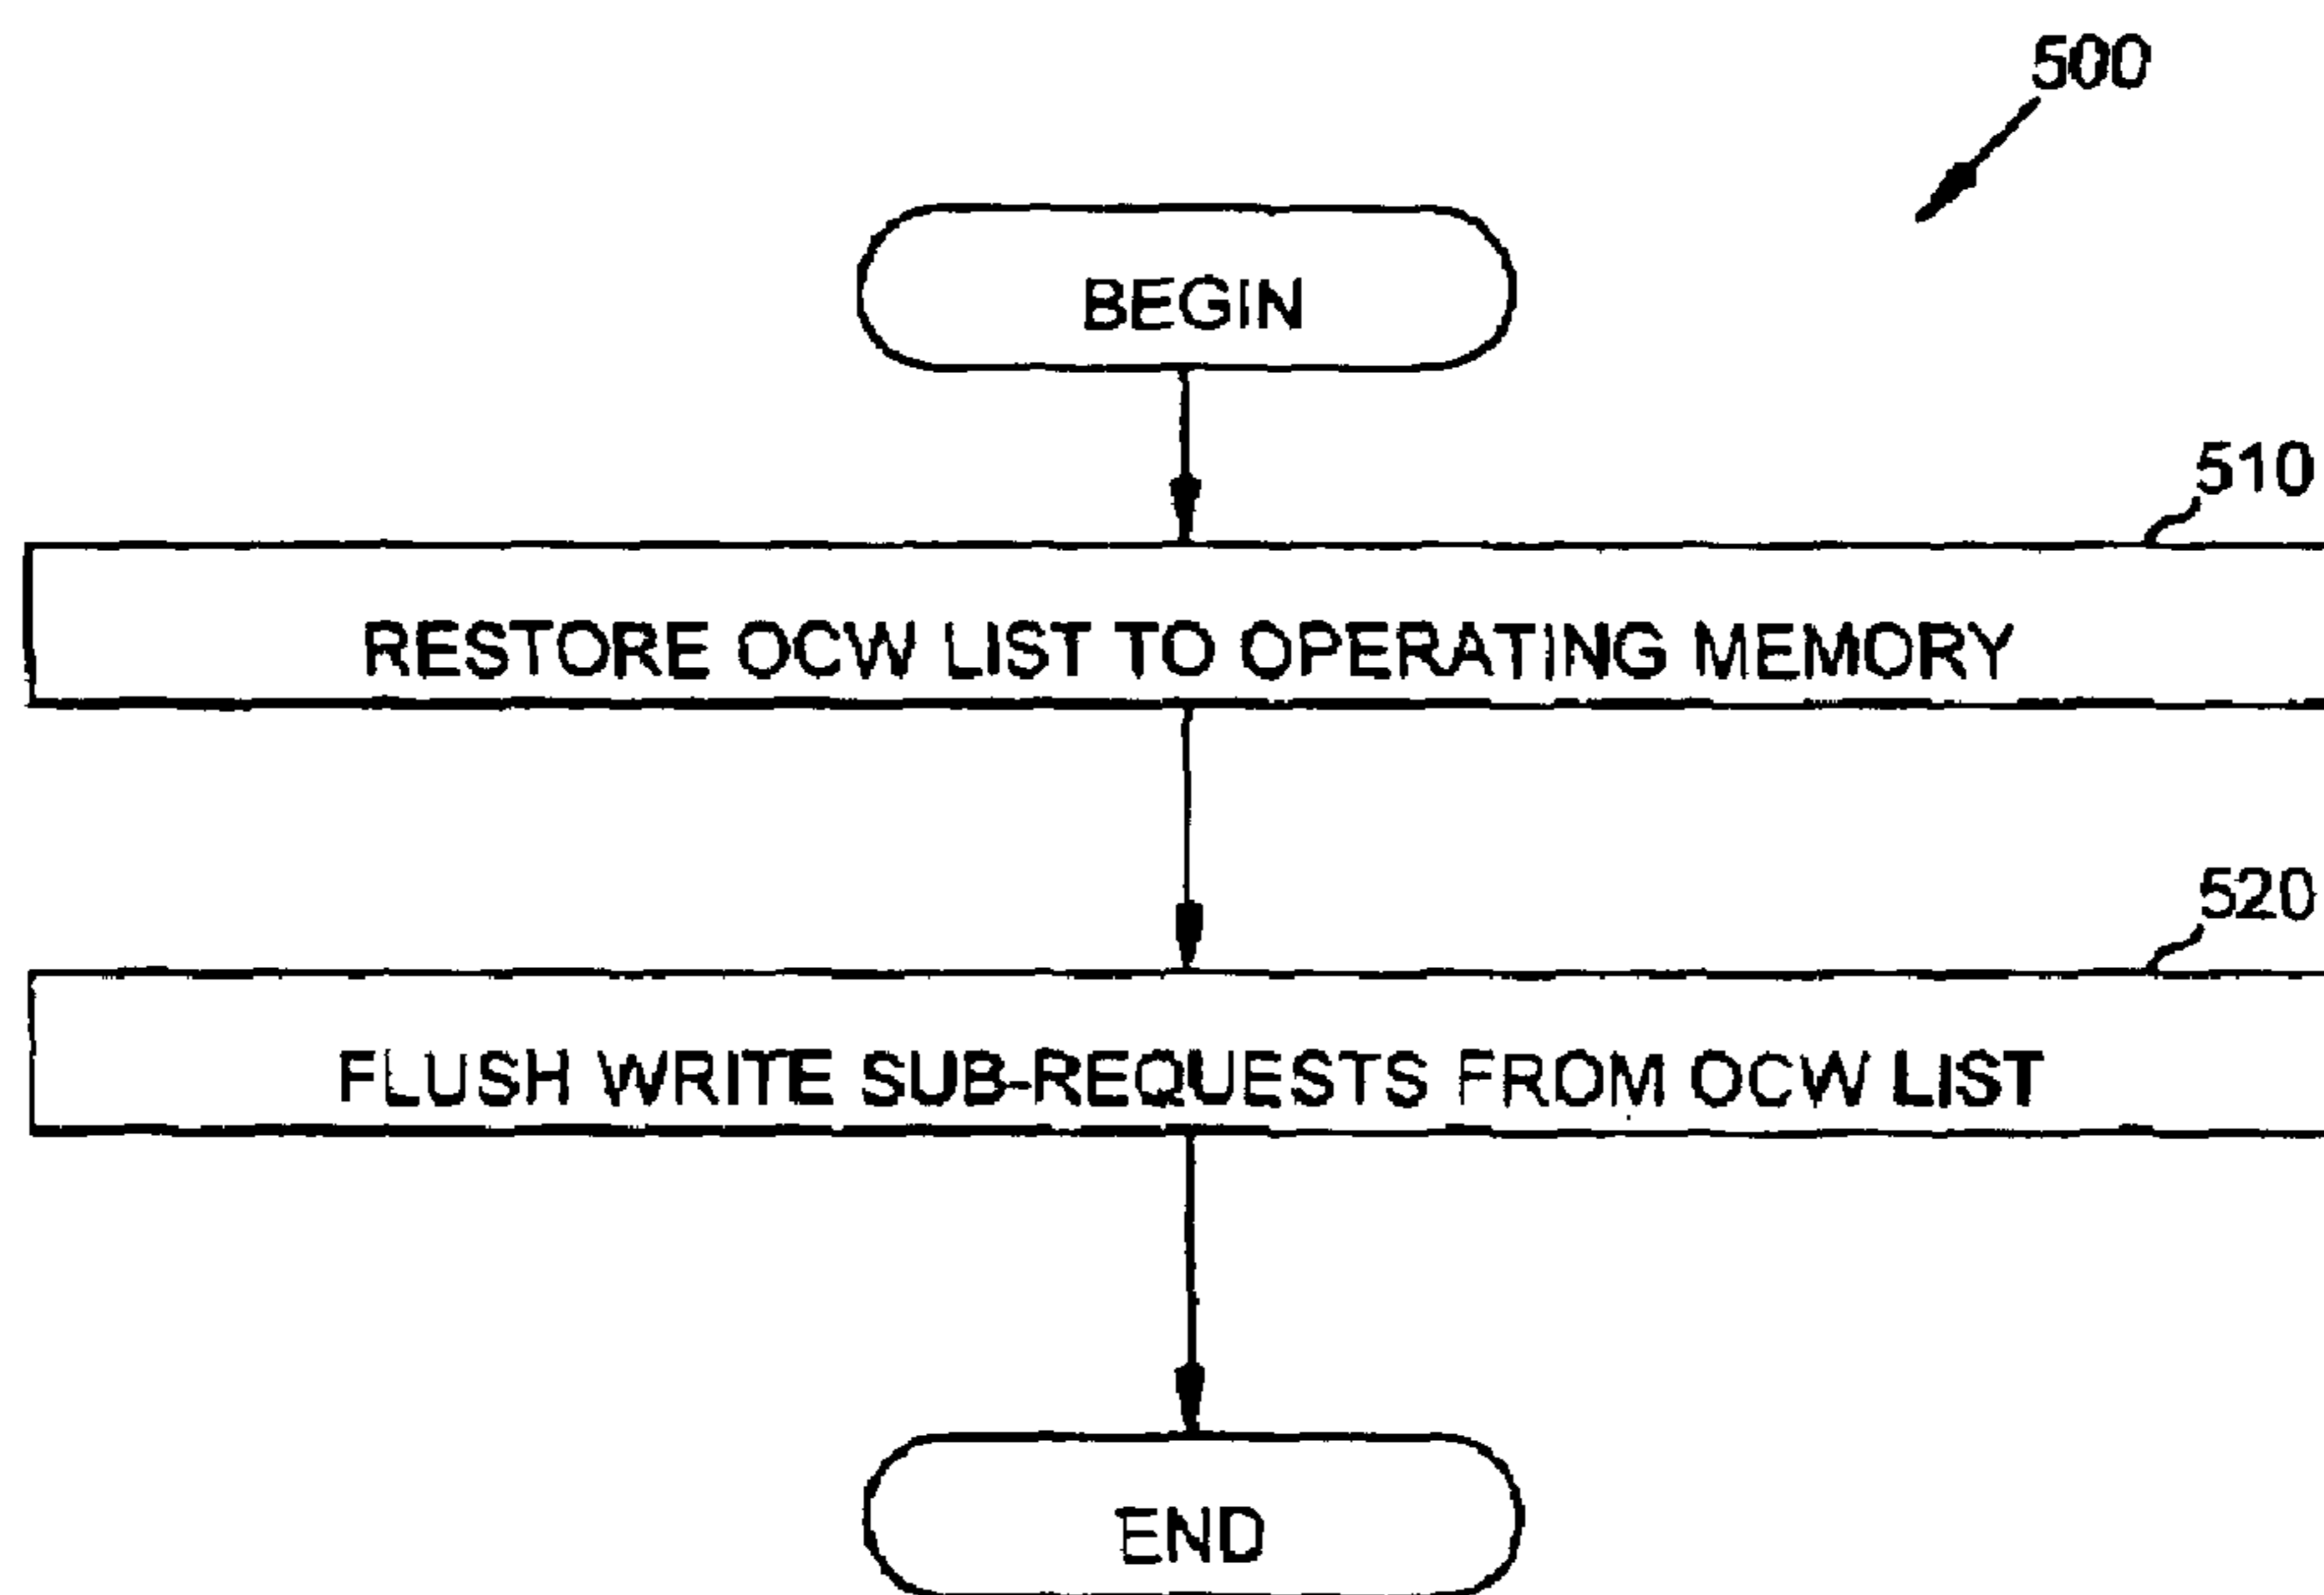 500
BEGIN
510
RESTORE OCW LIST TO OPERATING MEMORY
520
FLUSH WRITE SUB-REQUESTS FROM OCW LIST
END